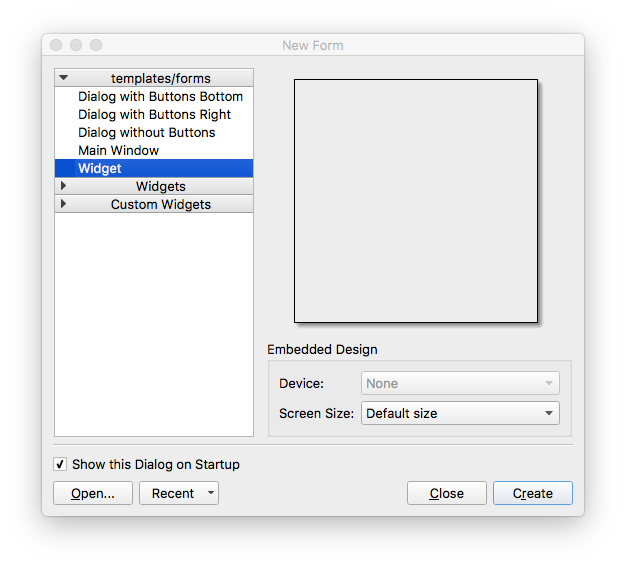 New Form
templates/forms
Dialog with Buttons Bottom
Dialog with Buttons Right
Dialog without Buttons
Main Window
Widget
Widgets
Custom Widgets
Embedded Design
Device: None
Screen Size: Default size
Show this Dialog on Startup
Open... Recent Close Create